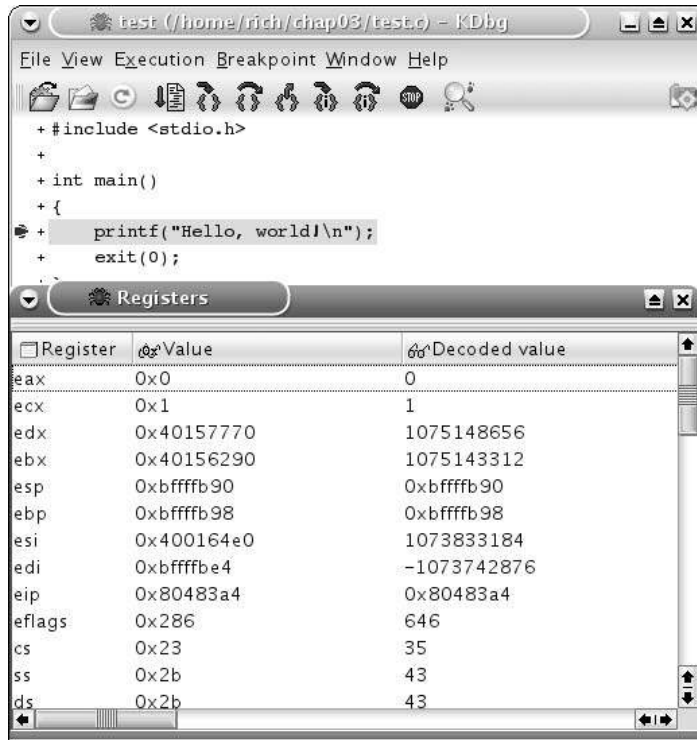 test (/home/rich/chap03/test.c) - KDbg
File View Execution Breakpoint Window Help
STOP
+ #include <stdio.h>
+
+ int main()
+ {
+ printf("Hello, world!\n");
+ exit(0);
Registers
Register Value Decoded value
eax 0x0 0
ecx 0x1 1
edx 0x40157770 1075148656
ebx 0x40156290 1075143312
esp 0xbffffb90 0xbffffb90
ebp 0xbffffb98 0xbffffb98
esi 0x400164e0 1073833184
edi 0xbffffbe4 -1073742876
eip 0x80483a4 0x80483a4
eflags 0x286 646
cs 0x23 35
ss 0x2b 43
ds 0x2b 43